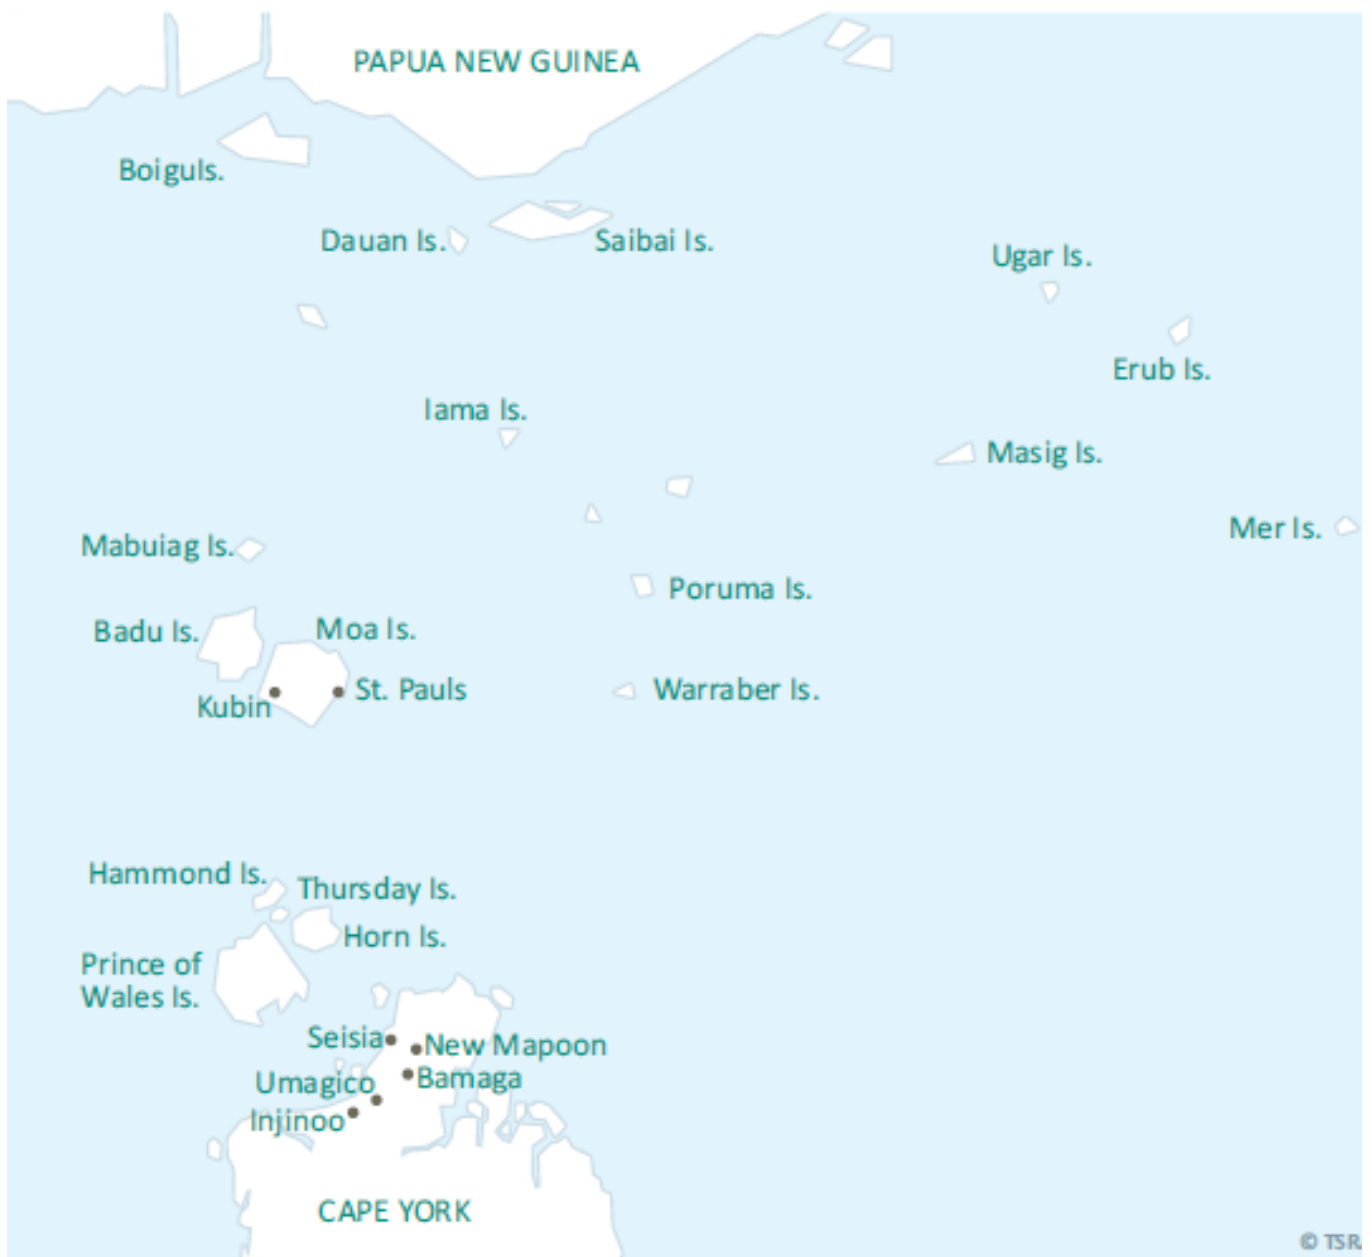 PAPUA NEW GUINEA
Boiguls.
Dauan Is.
Saibai Is.
Ugar Is.
Erub Is.
Iama Is.
Masig Is.
Mer Is.
Mabuiag Is.
Poruma Is.
Badu Is.
Moa Is.
St. Pauls
Kubin
Warraber Is.
Hammond Is.
Thursday Is.
Horn Is.
Prince of
Wales Is.
Seisia
New Mapoon
Bamaga
Umagico
Injinoo
CAPE YORK
© TSR